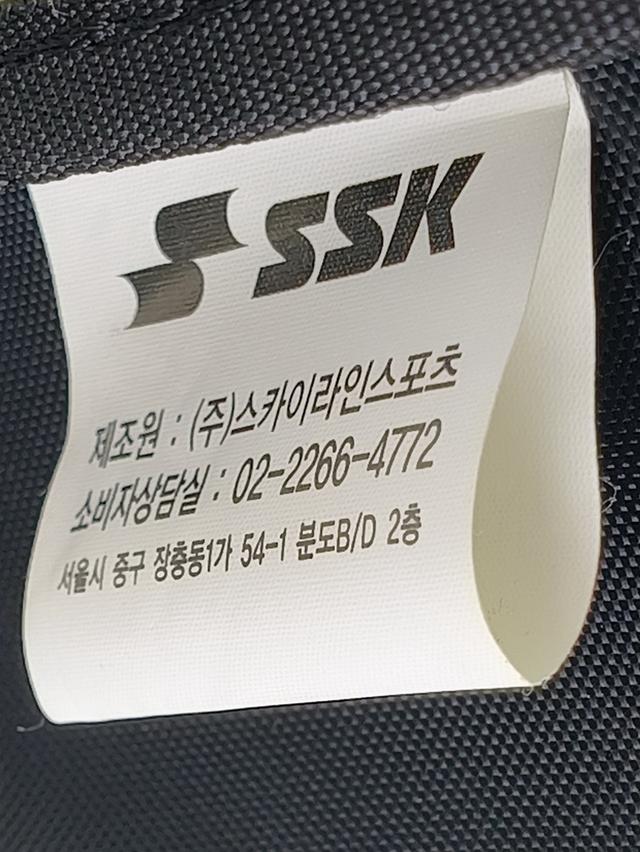 SSK
제조원 : (주)스카이라인스포츠
소비자상담실 : 02-2266-4772
서울시 중구 장충동1가 54-1 분도B/D 2층